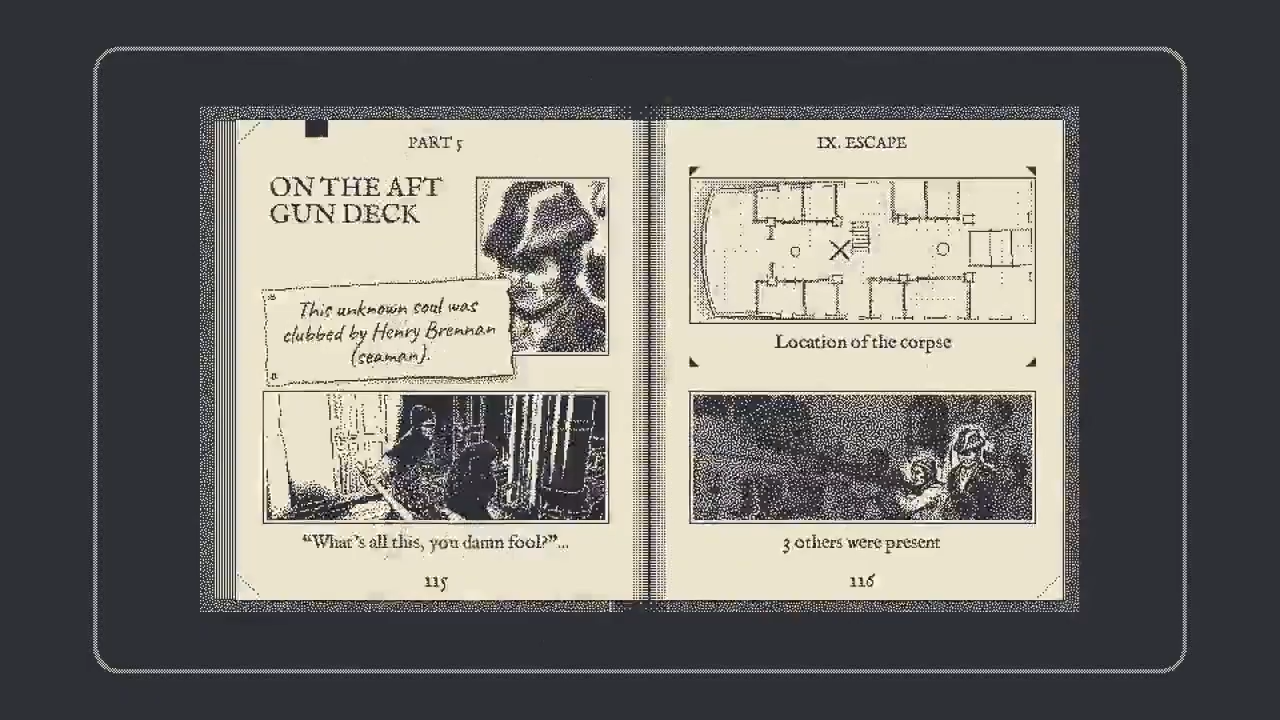 PART 5
ON THE AFT
GUN DECK
This unknown soul was
clubbed by Henry Brennan
(seaman).
"What's all this, you damn fool?"...
115
IX. ESCAPE
Location of the corpse
3 others were present
116